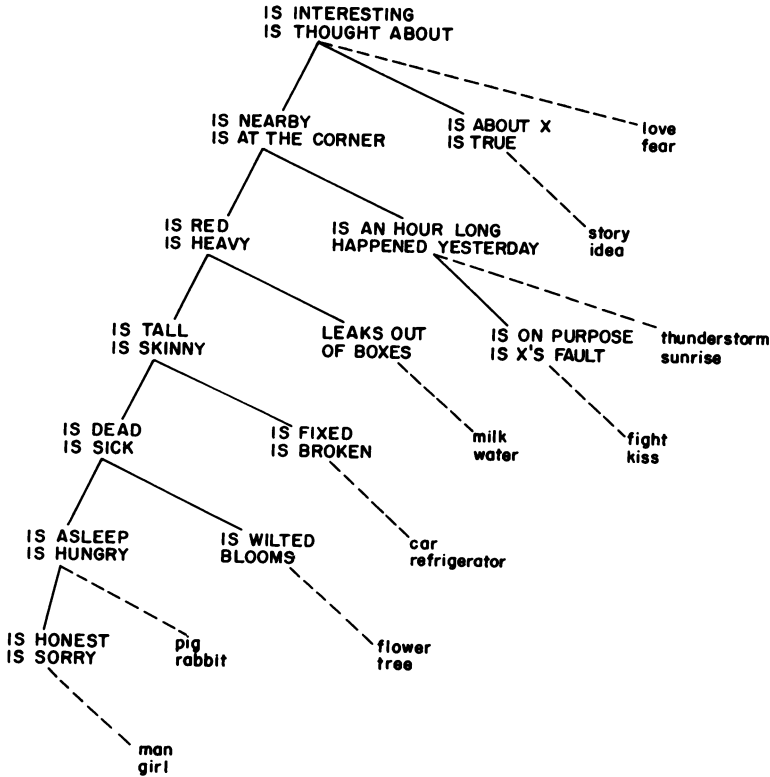 IS INTERESTING
IS THOUGHT ABOUT
IS NEARBY
IS AT THE CORNER
IS ABOUT X
IS TRUE
love
fear
IS RED
IS HEAVY
IS AN HOUR LONG
HAPPENED YESTERDAY
story
idea
IS TALL
IS SKINNY
LEAKS OUT
OF BOXES
IS ON PURPOSE
IS X'S FAULT
thunderstorm
sunrise
IS DEAD
IS SICK
IS FIXED
IS BROKEN
milk
water
fight
kiss
IS ASLEEP
IS HUNGRY
IS WILTED
BLOOMS
car
refrigerator
IS HONEST
IS SORRY
pig
rabbit
flower
tree
man
girl